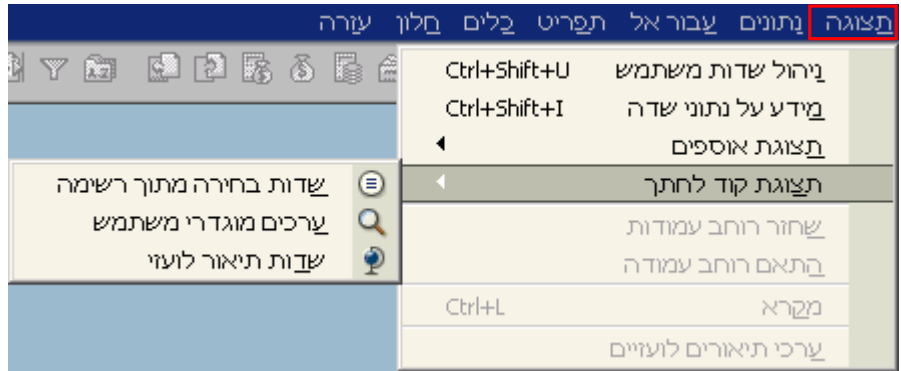 תצוגה נתונים עבור אל תפריט כלים חלון עזרה
ניהול שדות משתמש Ctrl+Shift+U
מידע על נתוני שדה Ctrl+Shift+I
תצוגת אוספים
תצוגת קוד לחתך
שחזר רוחב עמודות
התאם רוחב עמודה
מקרא Ctrl+L
ערכי תיאורים לועזיים
שדות בחירה מתוך רשימה
ערכים מוגדרי משתמש
שדות תיאור לועזי